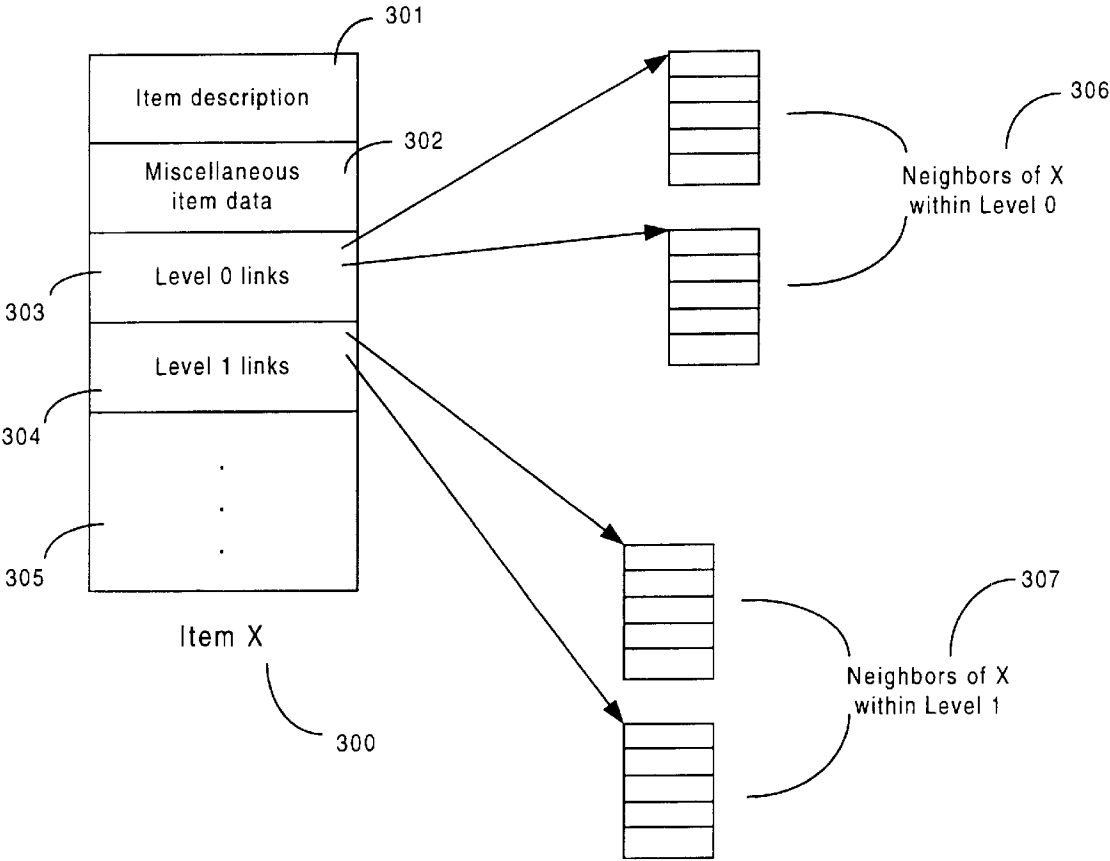 301
Item description
302
Miscellaneous
item data
303
Level 0 links
304
Level 1 links
305
.
.
.
Item X
300
306
Neighbors of X
within Level 0
307
Neighbors of X
within Level 1